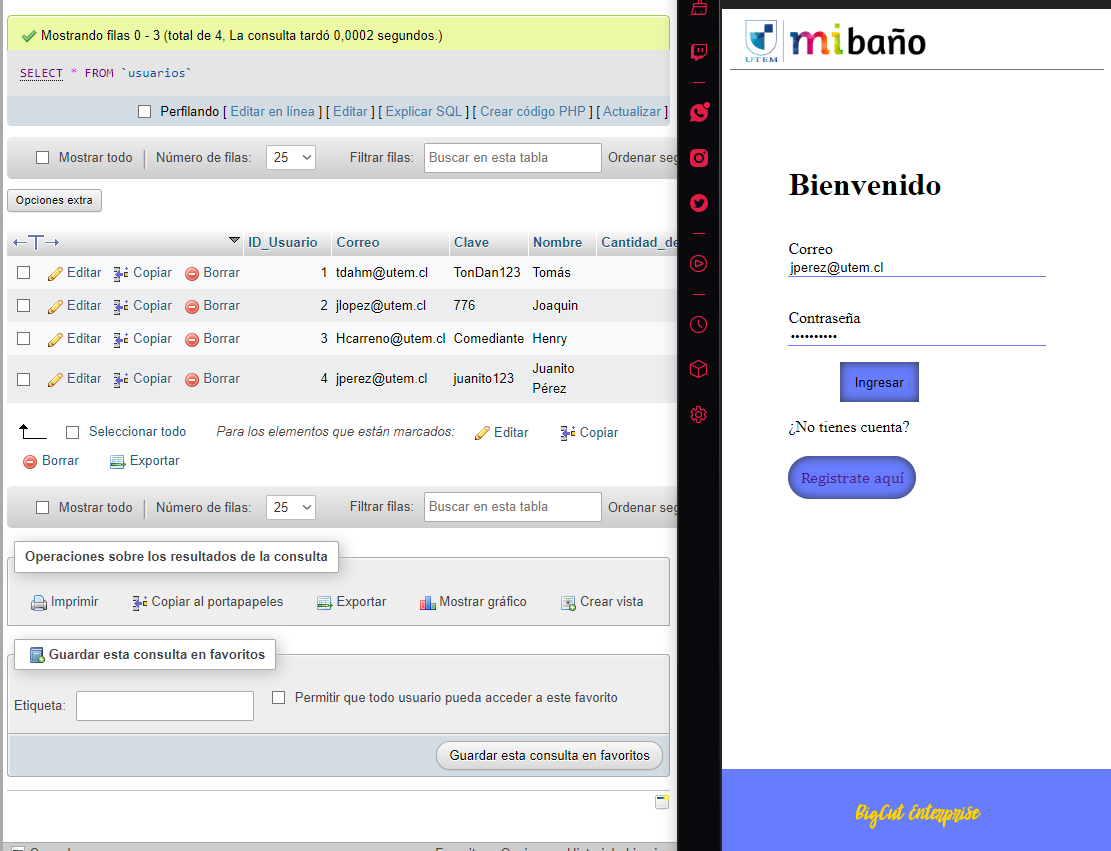 Mostrando filas 0 - 3 (total de 4, La consulta tardó 0,0002 segundos.)
SELECT * FROM `usuarios`
Perfilando [ Editar en línea ] [ Editar ] [ Explicar SQL ] [ Crear código PHP ] [ Actualizar ]
Mostrar todo Número de filas: 25 Filtrar filas: Buscar en esta tabla Ordenar
Opciones extra
ID_Usuario Correo Clave Nombre
Editar Copiar Borrar 1 tdahm@utem.cl TonDan123 Tomás
Editar Copiar Borrar 2 jlopez@utem.cl 776 Joaquin
Editar Copiar Borrar 3 Hcarreno@utem.cl Comediante Henry
Editar Copiar Borrar 4 jperez@utem.cl juanito123 Juanito
Pérez
Seleccionar todo Para los elementos que están marcados: Editar Copiar
Borrar Exportar
Mostrar todo Número de filas: 25 Filtrar filas: Buscar en esta tabla Ordenar
Operaciones sobre los resultados de la consulta
Imprimir Copiar al portapapeles Exportar Mostrar gráfico Crear vista
Guardar esta consulta en favoritos
Etiqueta: Permitir que todo usuario pueda acceder a este favorito
Guardar esta consulta en favoritos
UTEM mibaño
Bienvenido
Correo
jperez@utem.cl
Contraseña
••••••••••
Ingresar
¿No tienes cuenta?
Registrate aquí
BigCut Enterprise